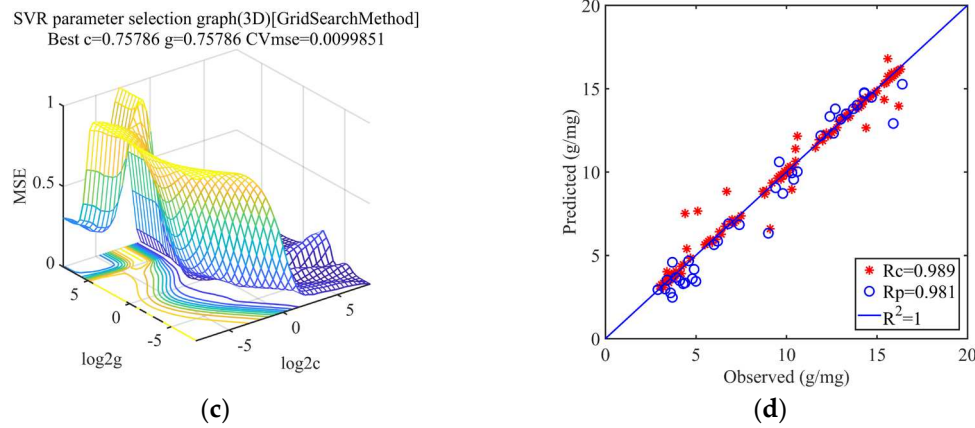 SVR parameter selection graph(3D)[GridSearchMethod]
Best c=0.75786 g=0.75786 CVmse=0.0099851
1
0.5
0
MSE
5
0
-5
log2g
-5
0
5
log2c
(c)
20
15
10
5
0
Predicted (g/mg)
Rc=0.989
Rp=0.981
R²=1
0 5 10 15 20
Observed (g/mg)
(d)